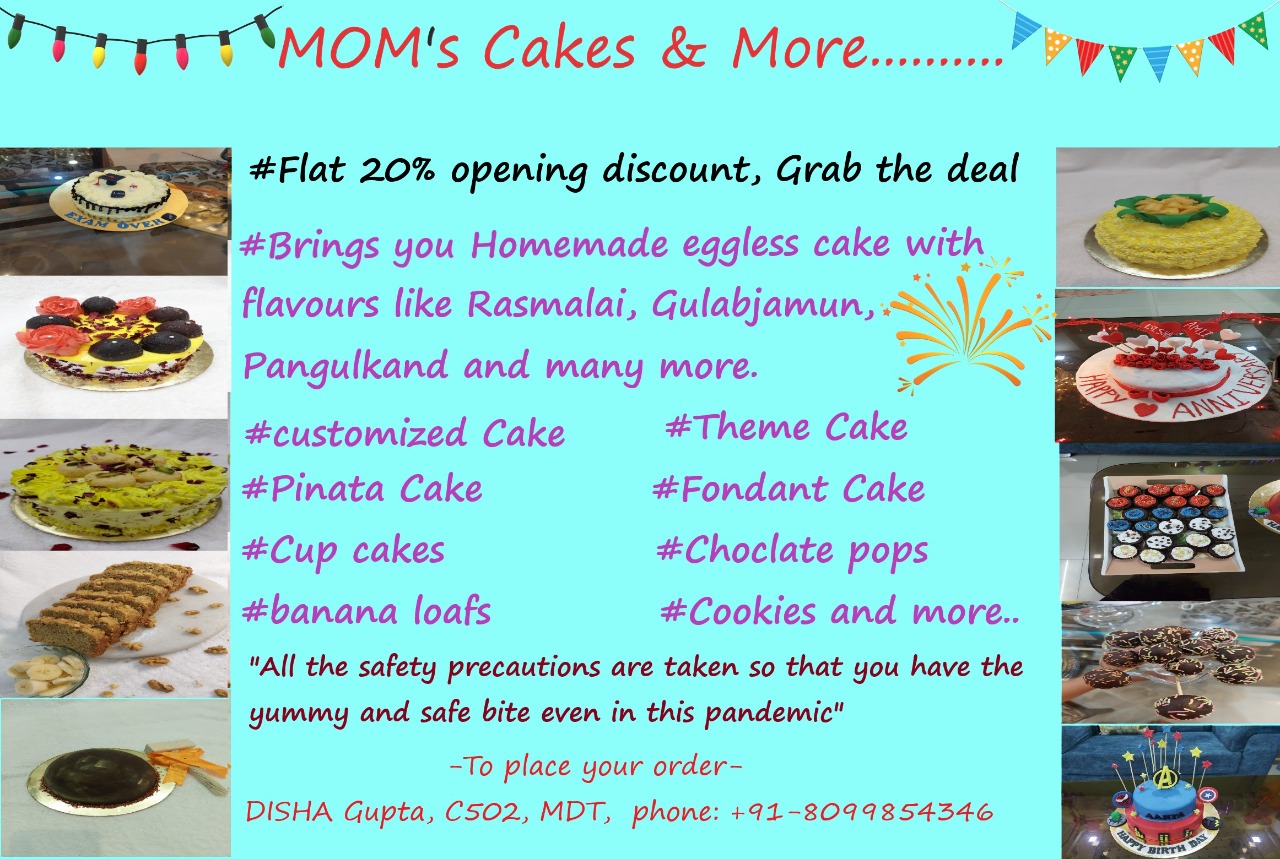 MOM's Cakes & More..........
#Flat 20% opening discount, Grab the deal
#Brings you Homemade eggless cake with
flavours like Rasmalai, Gulabjamun,
Pangulkand and many more.
#customized Cake #Theme Cake
#Pinata Cake #Fondant Cake
#Cup cakes #Choclate pops
#banana loafs #Cookies and more..
"All the safety precautions are taken so that you have the
yummy and safe bite even in this pandemic"
-To place your order-
DISHA Gupta, C502, MDT, phone: +91-8099854346
EXAM OVER
HAPPY ANNIVERSARY
A
HAPPY BIRTH DAY